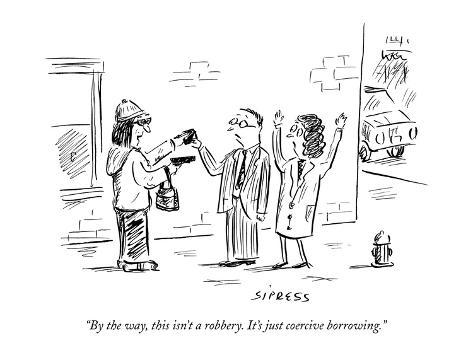 SIPRESS
“By the way, this isn't a robbery. It's just coercive borrowing.”